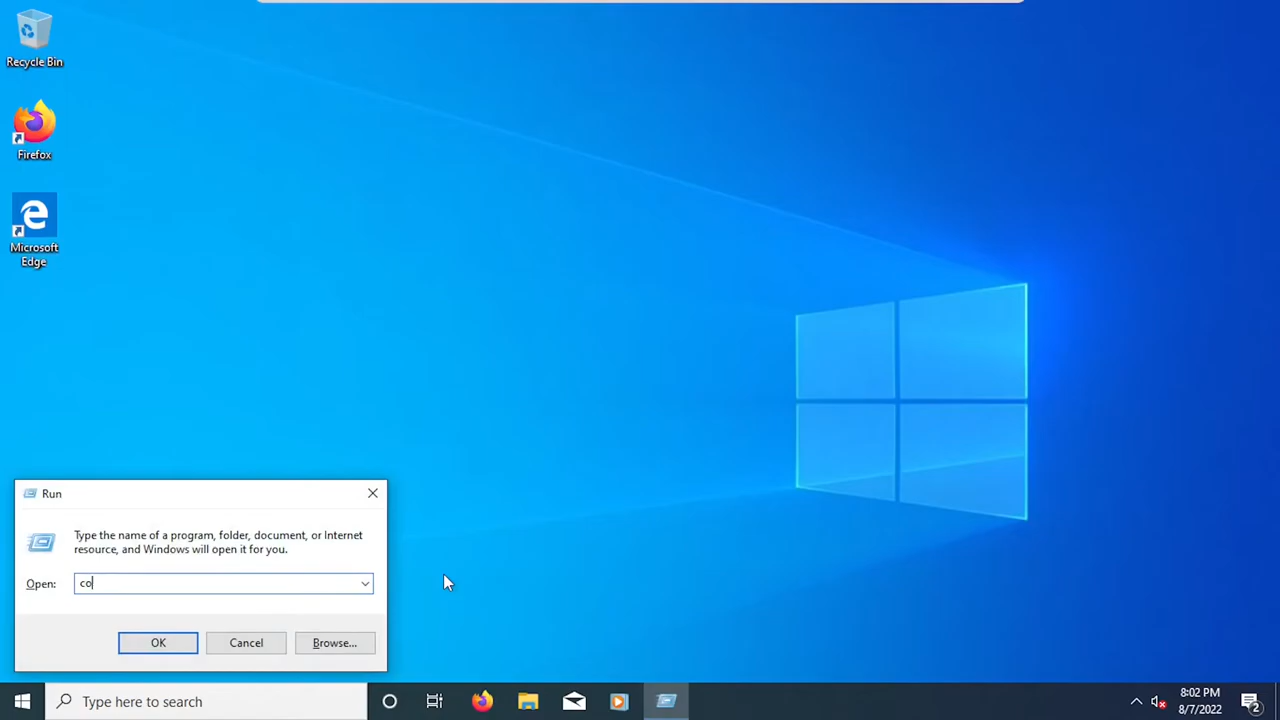 Recycle Bin
Firefox
Microsoft
Edge
Run
Type the name of a program, folder, document, or Internet
resource, and Windows will open it for you.
Open: co
OK Cancel Browse...
Type here to search
8:02 PM
8/7/2022
2